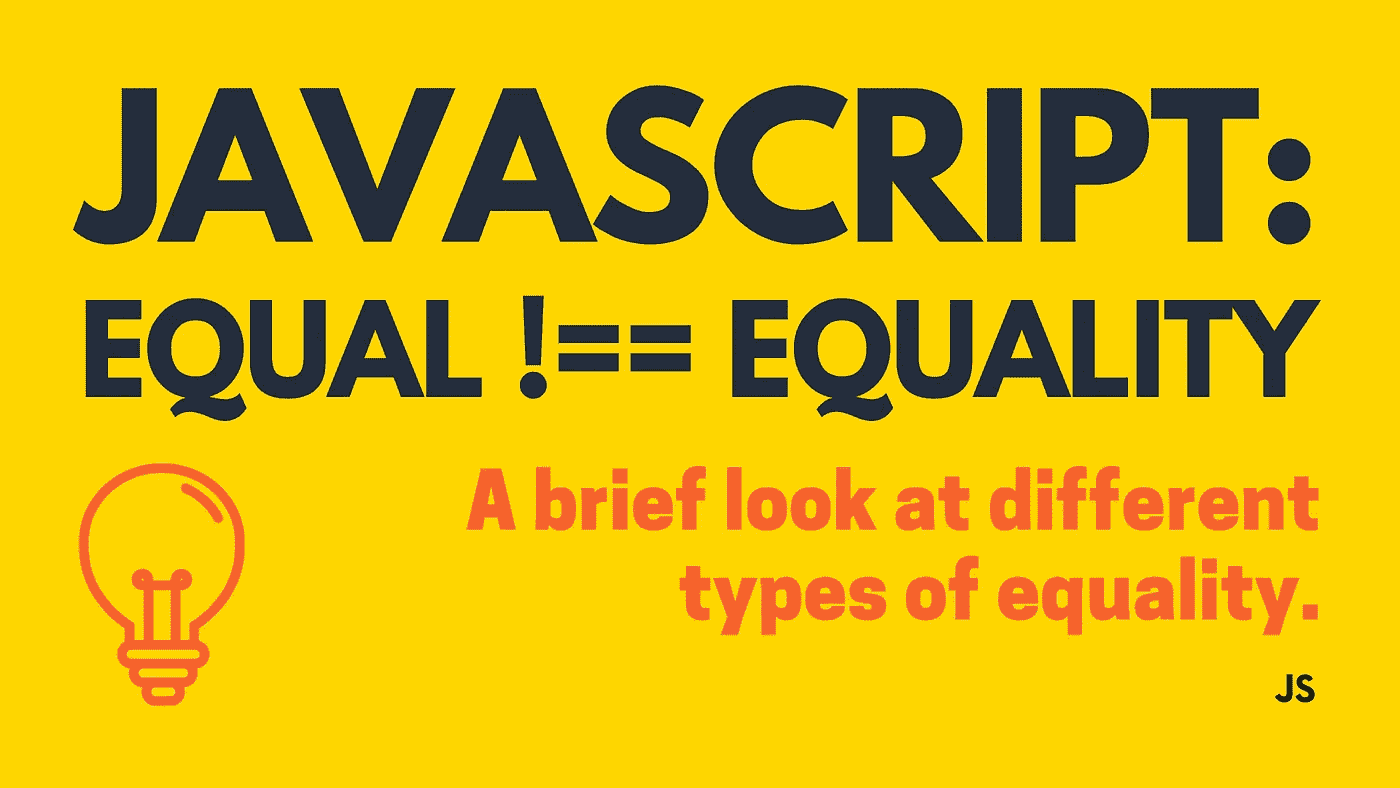 JAVASCRIPT:
EQUAL !== EQUALITY
A brief look at different
types of equality.
JS